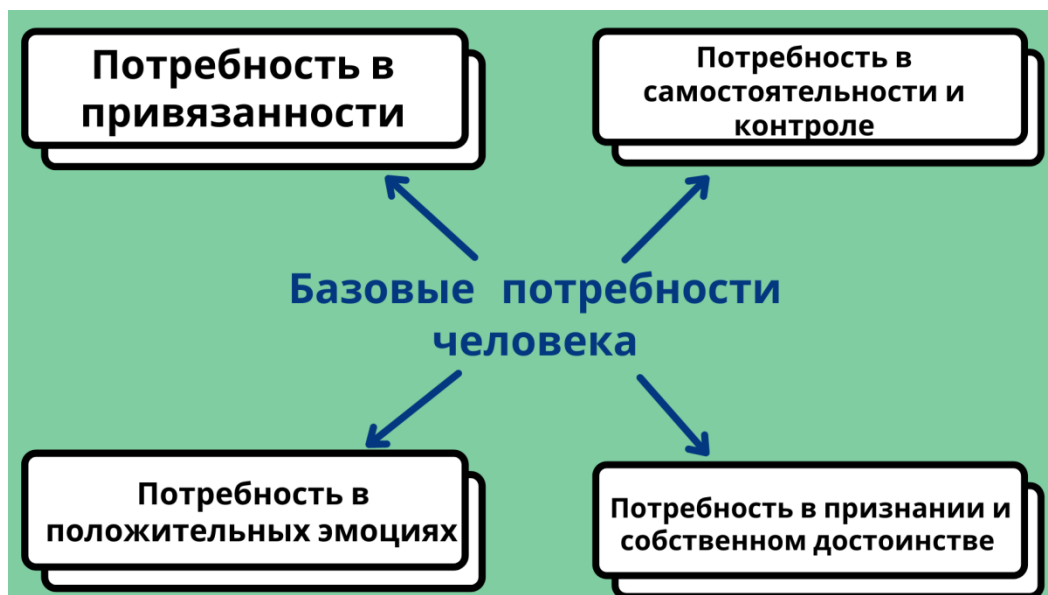 Потребность в
привязанности
Потребность в
самостоятельности и
контроле
Базовые потребности
человека
Потребность в
положительных эмоциях
Потребность в признании и
собственном достоинстве